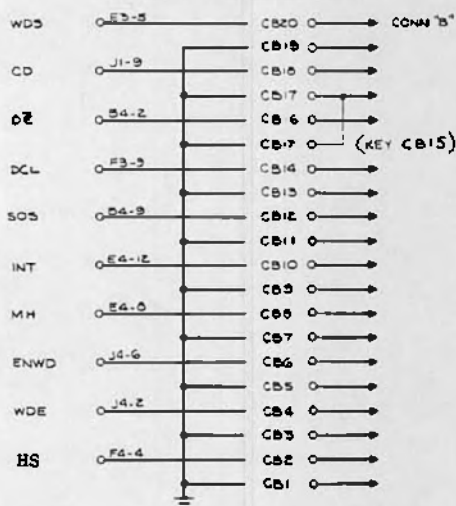 WDS E3-8 CB20 CONN "B"
CB19
CD J1-9 CB18
CB17
DZ B4-2 CB16
CB17 (KEY CB15)
DCL F3-9 CB14
CB13
SOS B4-9 CB12
CB11
INT E4-12 CB10
CB9
MH E4-8 CB8
CB7
ENWD J4-6 CB6
CB5
WDE J4-2 CB4
CB3
HS F4-4 CB2
CB1